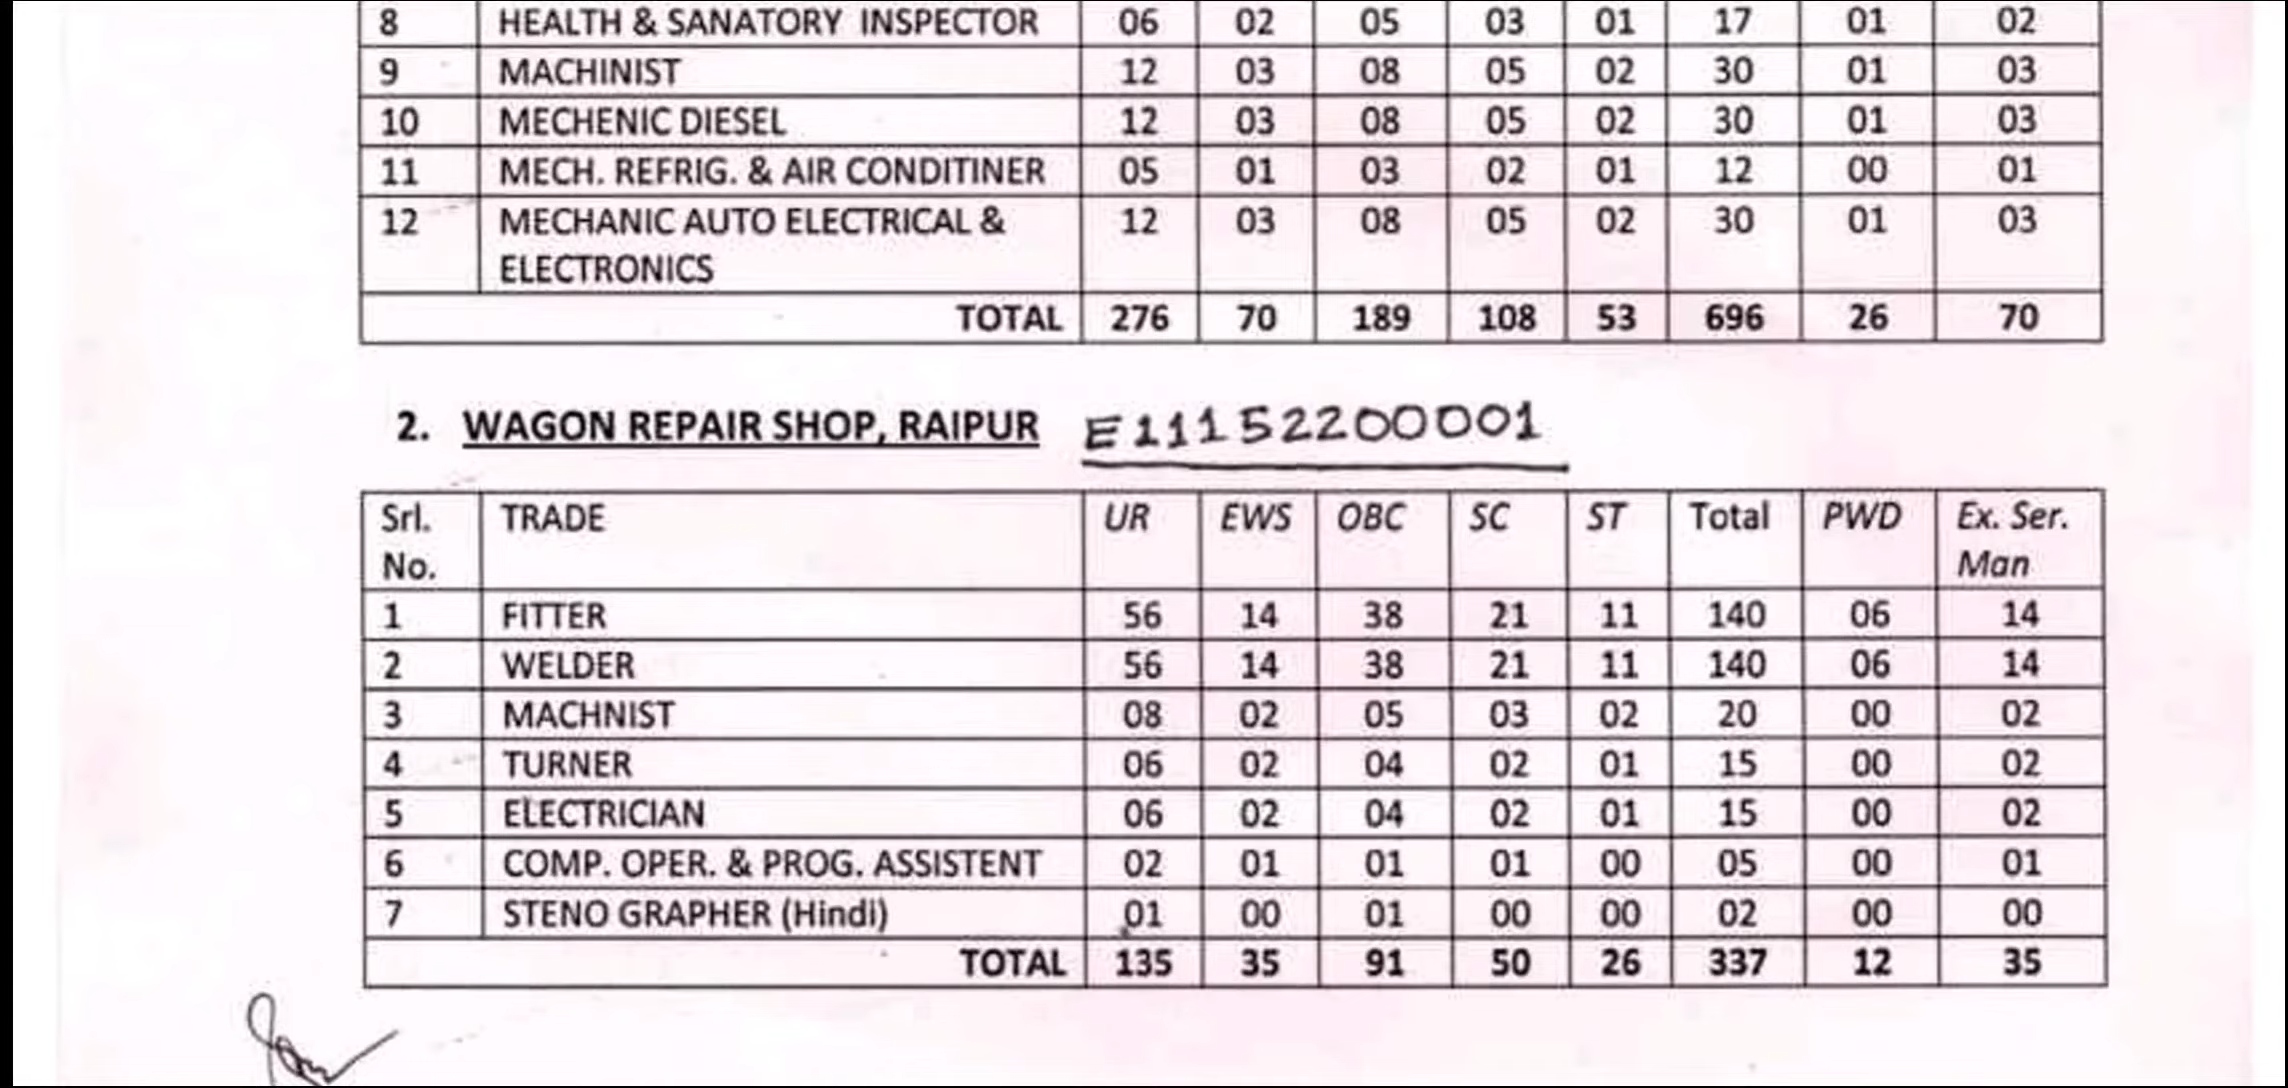 8 HEALTH & SANATORY INSPECTOR 06 02 05 03 01 17 01 02
9 MACHINIST 12 03 08 05 02 30 01 03
10 MECHENIC DIESEL 12 03 08 05 02 30 01 03
11 MECH. REFRIG. & AIR CONDITINER 05 01 03 02 01 12 00 01
12 MECHANIC AUTO ELECTRICAL & 12 03 08 05 02 30 01 03
ELECTRONICS
TOTAL 276 70 189 108 53 696 26 70
2. WAGON REPAIR SHOP, RAIPUR E11152200001
Srl. TRADE UR EWS OBC SC ST Total PWD Ex. Ser.
No. Man
1 FITTER 56 14 38 21 11 140 06 14
2 WELDER 56 14 38 21 11 140 06 14
3 MACHNIST 08 02 05 03 02 20 00 02
4 TURNER 06 02 04 02 01 15 00 02
5 ELECTRICIAN 06 02 04 02 01 15 00 02
6 COMP. OPER. & PROG. ASSISTENT 02 01 01 01 00 05 00 01
7 STENO GRAPHER (Hindi) 01 00 01 00 00 02 00 00
TOTAL 135 35 91 50 26 337 12 35